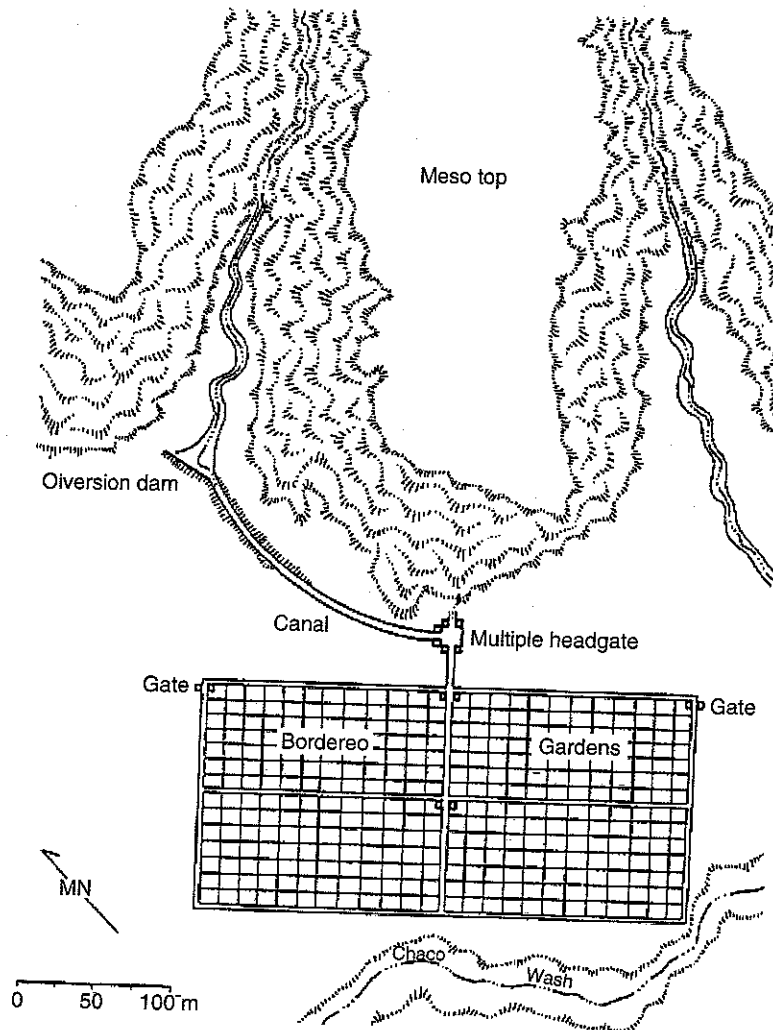 Meso top
Oiversion dam
Canal
Multiple headgate
Gate
Gate
Bordereo
Gardens
MN
Chaco
Wash
0 50 100 m